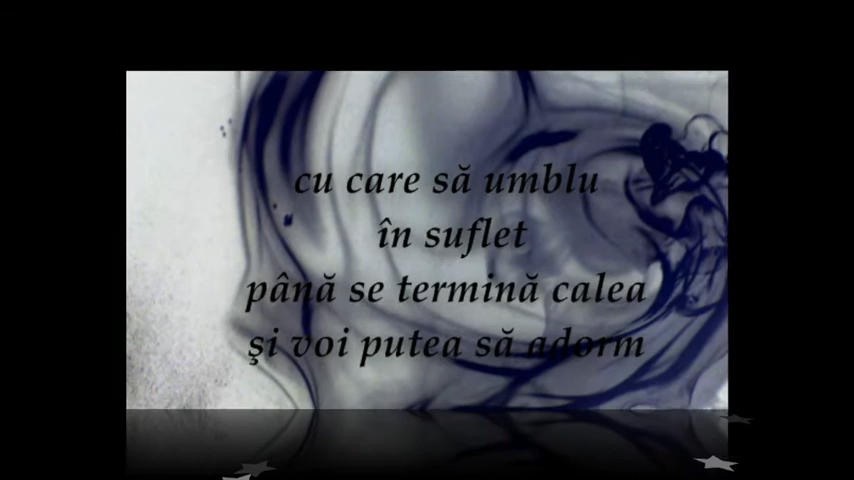 cu care să umblu
în suflet
până se termină calea
şi voi putea să adorm